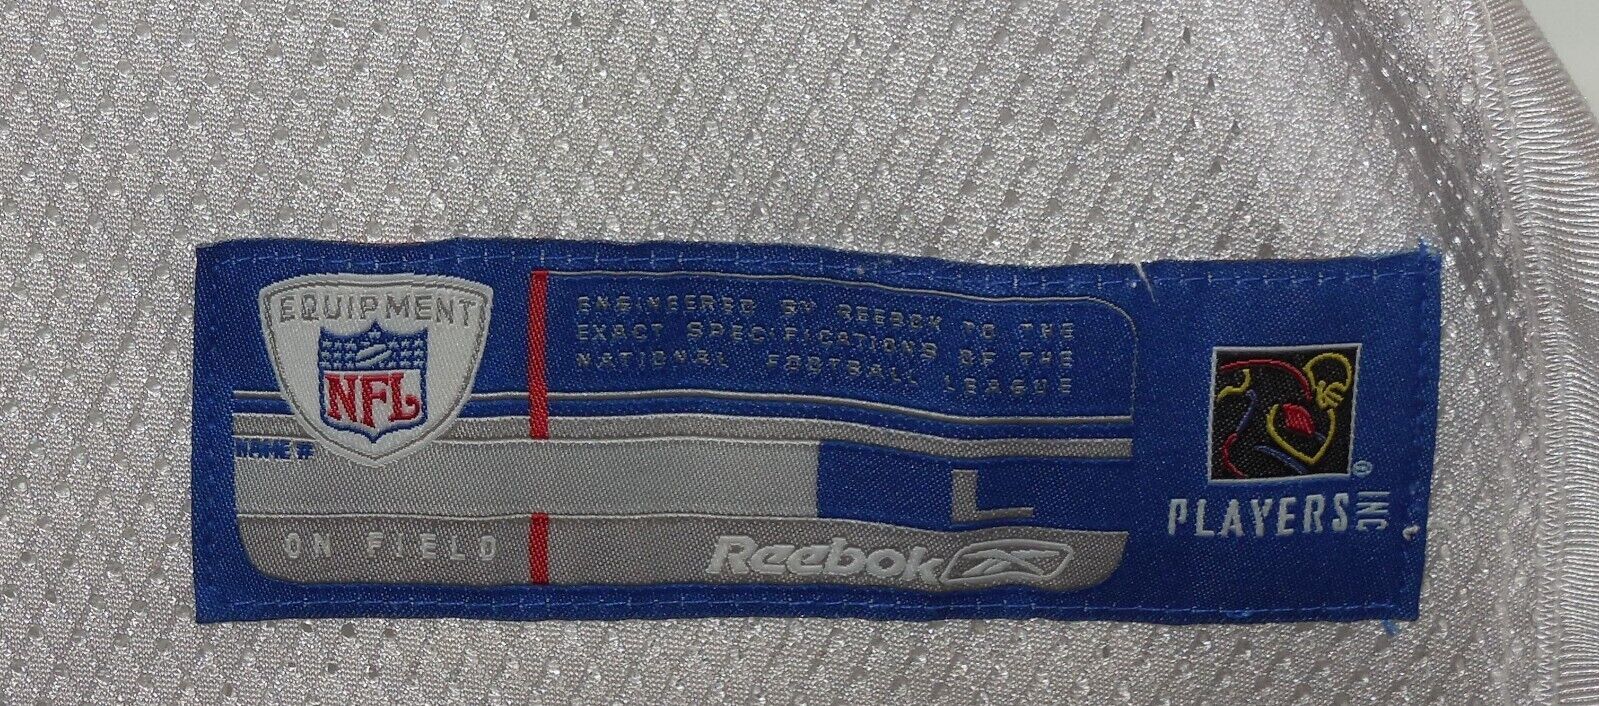 EQUIPMENT
NFL
ENGINEERED BY REEBOK TO THE
EXACT SPECIFICATIONS OF THE
NATIONAL FOOTBALL LEAGUE
NAME #
L
ON FIELD
Reebok
PLAYERS INC
®